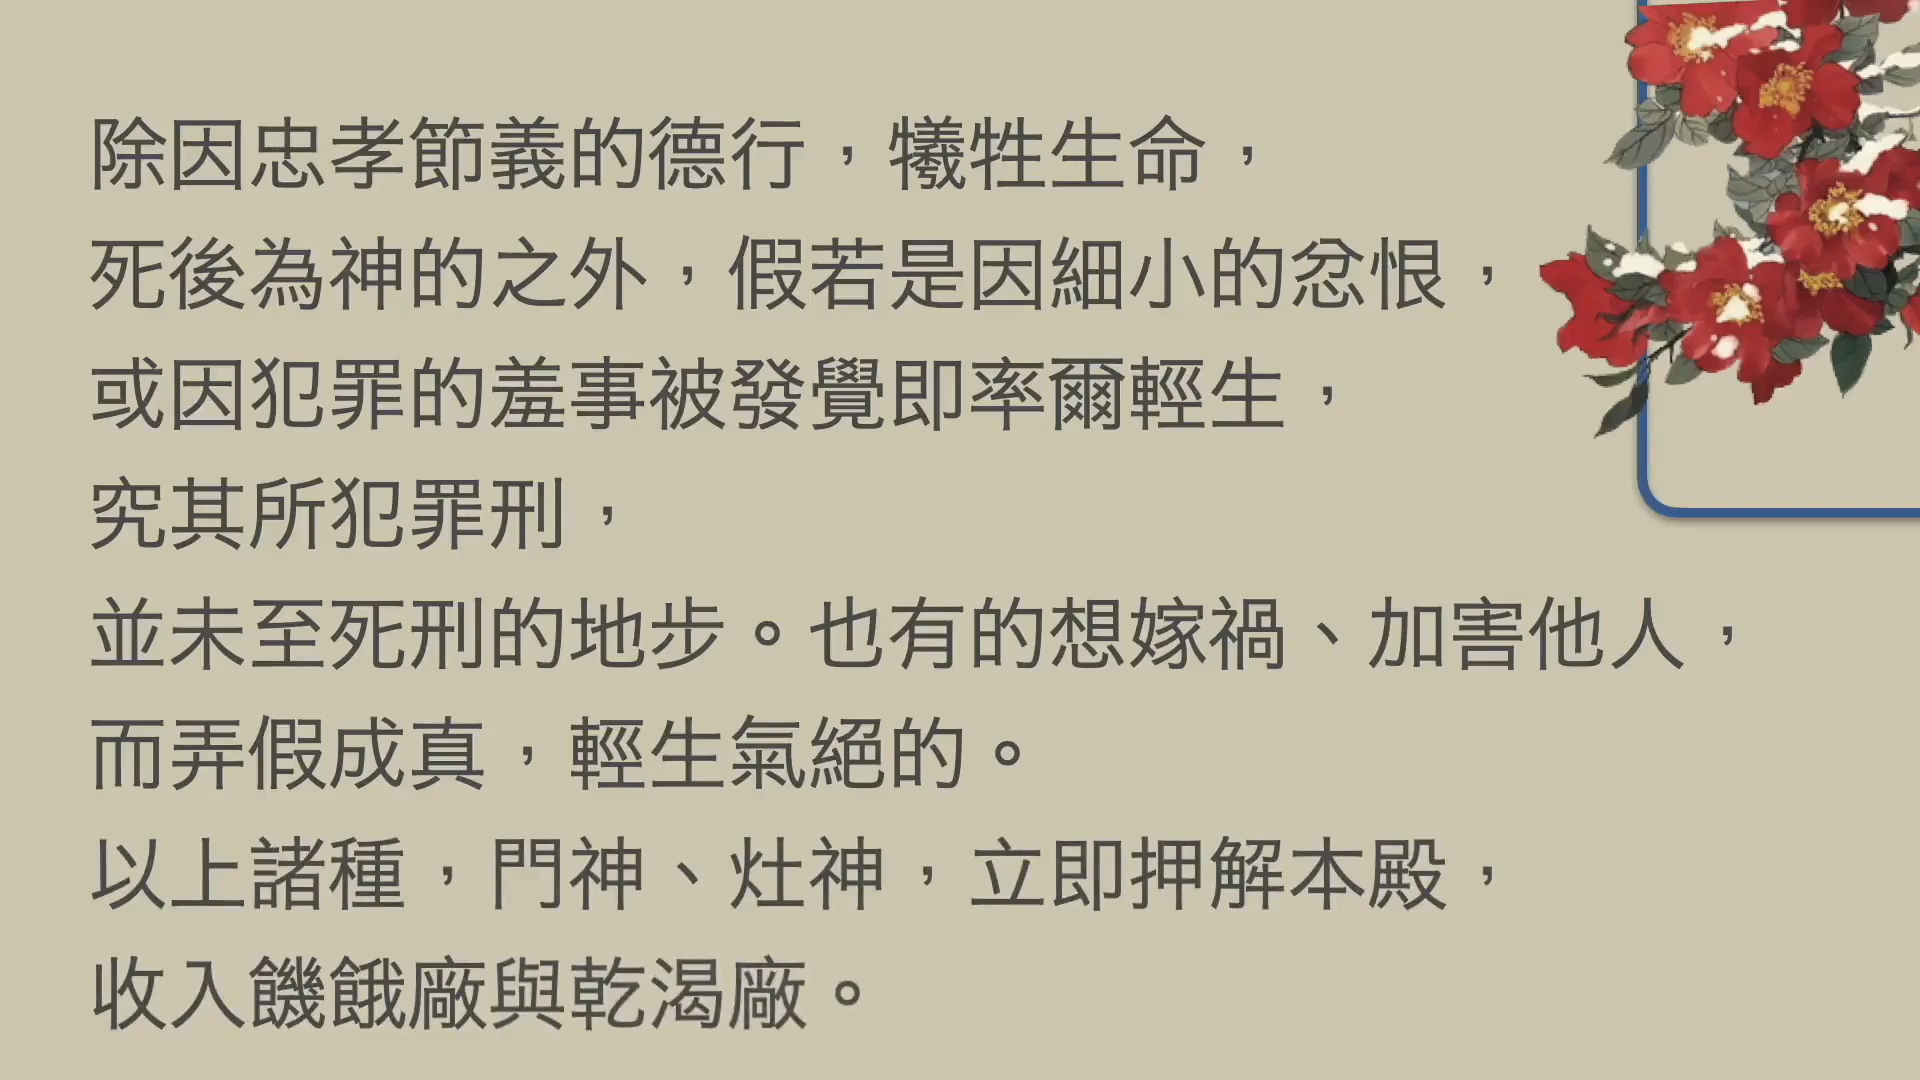 除因忠孝節義的德行，犧牲生命，
死後為神的之外，假若是因細小的忿恨，
或因犯罪的羞事被發覺即率爾輕生，
究其所犯罪刑，
並未至死刑的地步。也有的想嫁禍、加害他人，
而弄假成真，輕生氣絕的。
以上諸種，門神、灶神，立即押解本殿，
收入饑餓廠與乾渴廠。